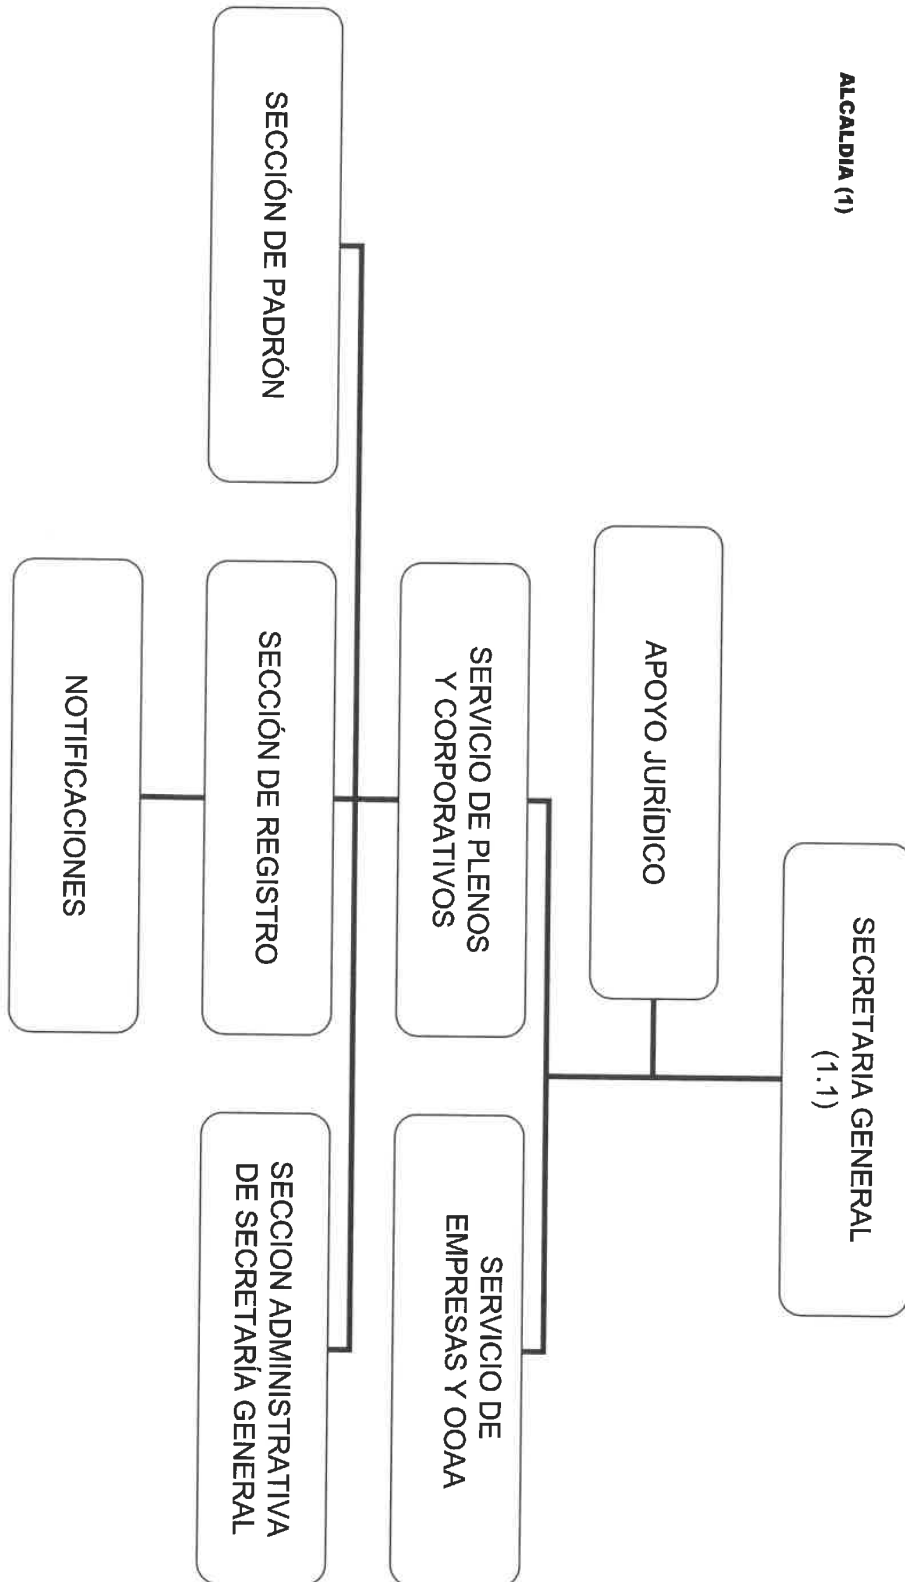 ALCALDIA (1)
SECRETARIA GENERAL
(1.1)
APOYO JURÍDICO
SERVICIO DE PLENOS
Y CORPORATIVOS
SERVICIO DE
EMPRESAS Y OOAA
SECCIÓN DE PADRÓN
SECCIÓN DE REGISTRO
SECCION ADMINISTRATIVA
DE SECRETARÍA GENERAL
NOTIFICACIONES